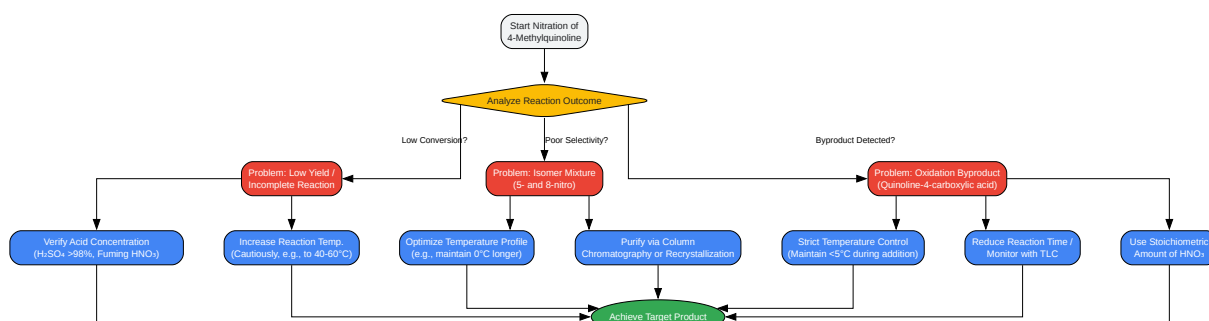 Start Nitration of
4-Methylquinoline
Analyze Reaction Outcome
Low Conversion?
Poor Selectivity?
Byproduct Detected?
Problem: Low Yield /
Incomplete Reaction
Problem: Isomer Mixture
(5- and 8-nitro)
Problem: Oxidation Byproduct
(Quinoline-4-carboxylic acid)
Verify Acid Concentration
(H₂SO₄ >98%, Fuming HNO₃)
Increase Reaction Temp.
(Cautiously, e.g., to 40-60°C)
Optimize Temperature Profile
(e.g., maintain 0°C longer)
Purify via Column
Chromatography or Recrystallization
Strict Temperature Control
(Maintain <5°C during addition)
Reduce Reaction Time /
Monitor with TLC
Use Stoichiometric
Amount of HNO₃
Achieve Target Product